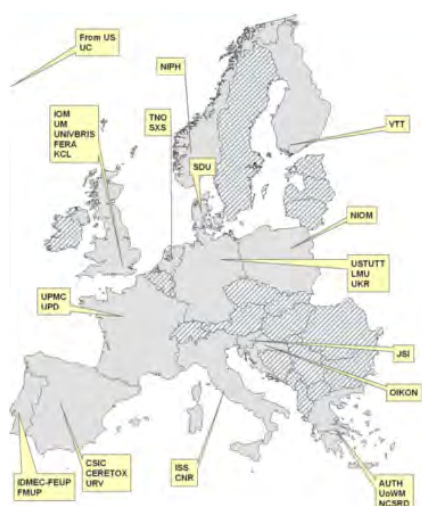 From US
UC
NIPH
IOM
UM
UNIVBRIS
FERA
KCL
TNO
SXS
VTT
SDU
NIOM
USTUTT
LMU
UKR
UPMC
UPD
JSI
OIKON
CSIC
CERETOX
URV
ISS
CNR
IDMEC-FEUP
FMUP
AUTH
UoWM
NCSRD